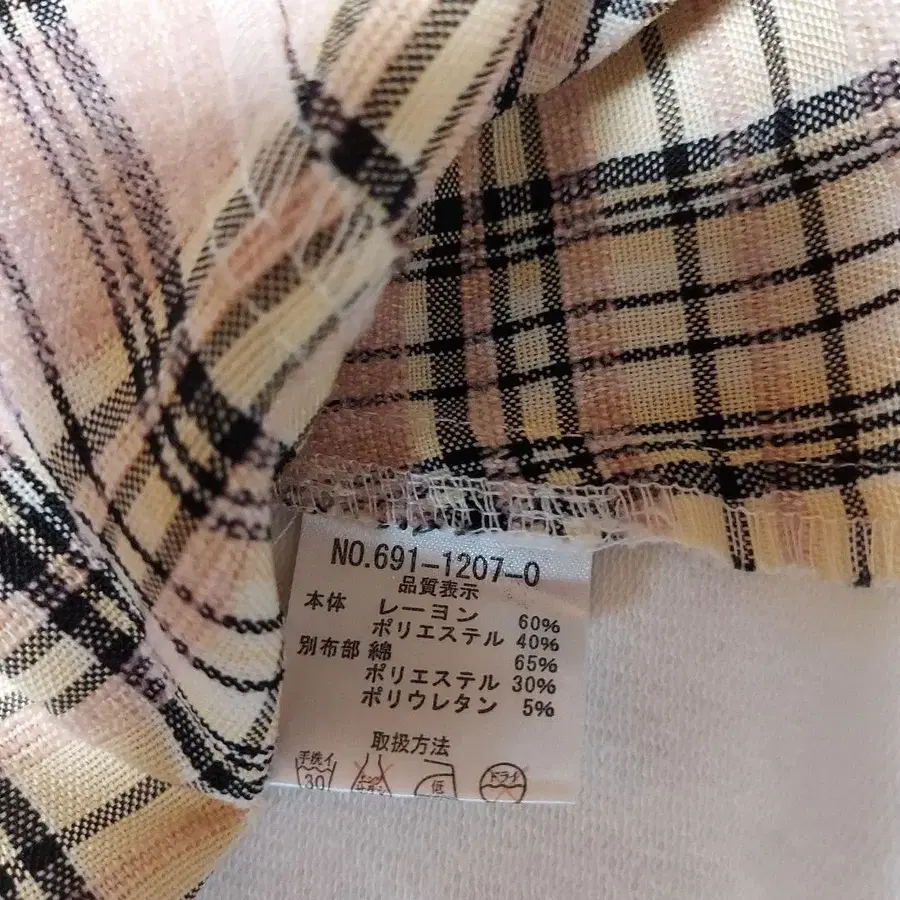 NO.691-1207-0
品質表示
本体 レーヨン 60%
ポリエステル 40%
別布部 綿 65%
ポリエステル 30%
ポリウレタン 5%
取扱方法
手洗イ 30 低 ドライ